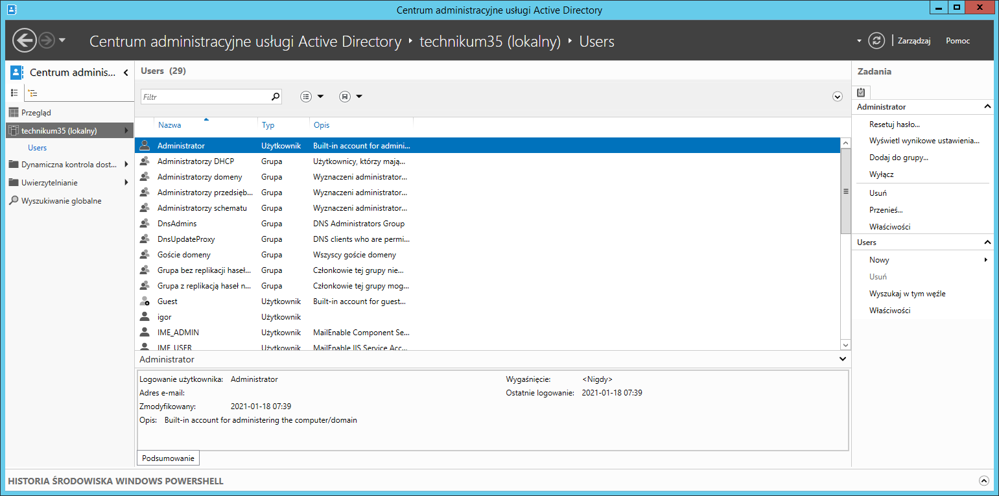 Centrum administracyjne usługi Active Directory
Centrum administracyjne usługi Active Directory technikum35 (lokalny) Users
Zarządzaj Pomoc
Centrum adminis...
Przegląd
technikum35 (lokalny)
Users
Dynamiczna kontrola dost...
Uwierzytelnianie
Wyszukiwanie globalne
Users (29)
Filtr
Nazwa Typ Opis
Administrator Użytkownik Built-in account for admini...
Administratorzy DHCP Grupa Użytkownicy, którzy mają...
Administratorzy domeny Grupa Wyznaczeni administrator...
Administratorzy przedsięb... Grupa Wyznaczeni administrator...
Administratorzy schematu Grupa Wyznaczeni administrator...
DnsAdmins Grupa DNS Administrators Group
DnsUpdateProxy Grupa DNS clients who are permi...
Goście domeny Grupa Wszyscy goście domeny
Grupa bez replikacji haseł... Grupa Członkowie tej grupy nie...
Grupa z replikacją haseł n... Grupa Członkowie tej grupy mog...
Guest Użytkownik Built-in account for guest...
igor Użytkownik
IME_ADMIN Użytkownik MailEnable Component Se...
IME_USER Użytkownik MailEnable IIS Service Acc...
Administrator
Logowanie użytkownika: Administrator Wygaśnięcie: <Nigdy>
Adres e-mail: Ostatnie logowanie: 2021-01-18 07:39
Zmodyfikowany: 2021-01-18 07:39
Opis: Built-in account for administering the computer/domain
Podsumowanie
Zadania
Administrator
Resetuj hasło...
Wyświetl wynikowe ustawienia...
Dodaj do grupy...
Wyłącz
Usuń
Przenieś...
Właściwości
Users
Nowy
Usuń
Wyszukaj w tym węźle
Właściwości
HISTORIA ŚRODOWISKA WINDOWS POWERSHELL